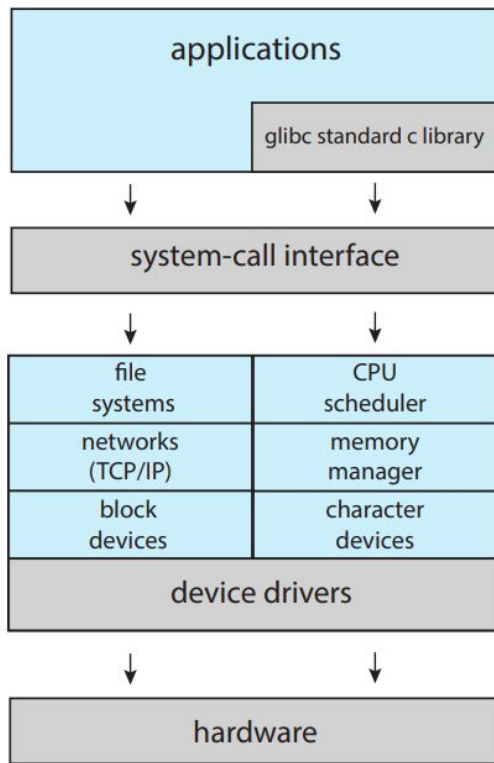 applications
glibc standard c library
system-call interface
file
systems
CPU
scheduler
networks
(TCP/IP)
memory
manager
block
devices
character
devices
device drivers
hardware